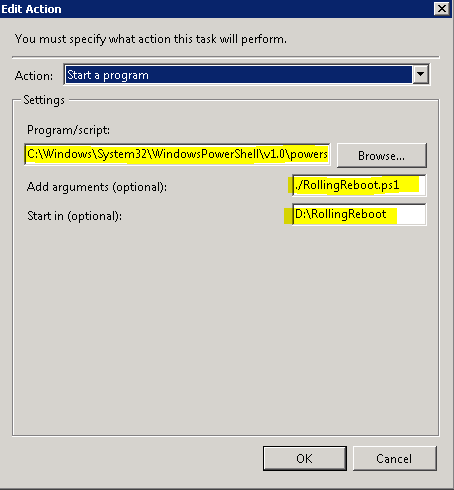 Edit Action
You must specify what action this task will perform.
Action: Start a program
Settings
Program/script:
C:\Windows\System32\WindowsPowerShell\v1.0\powers
Browse...
Add arguments (optional): ./RollingReboot.ps1
Start in (optional): D:\RollingReboot
OK Cancel